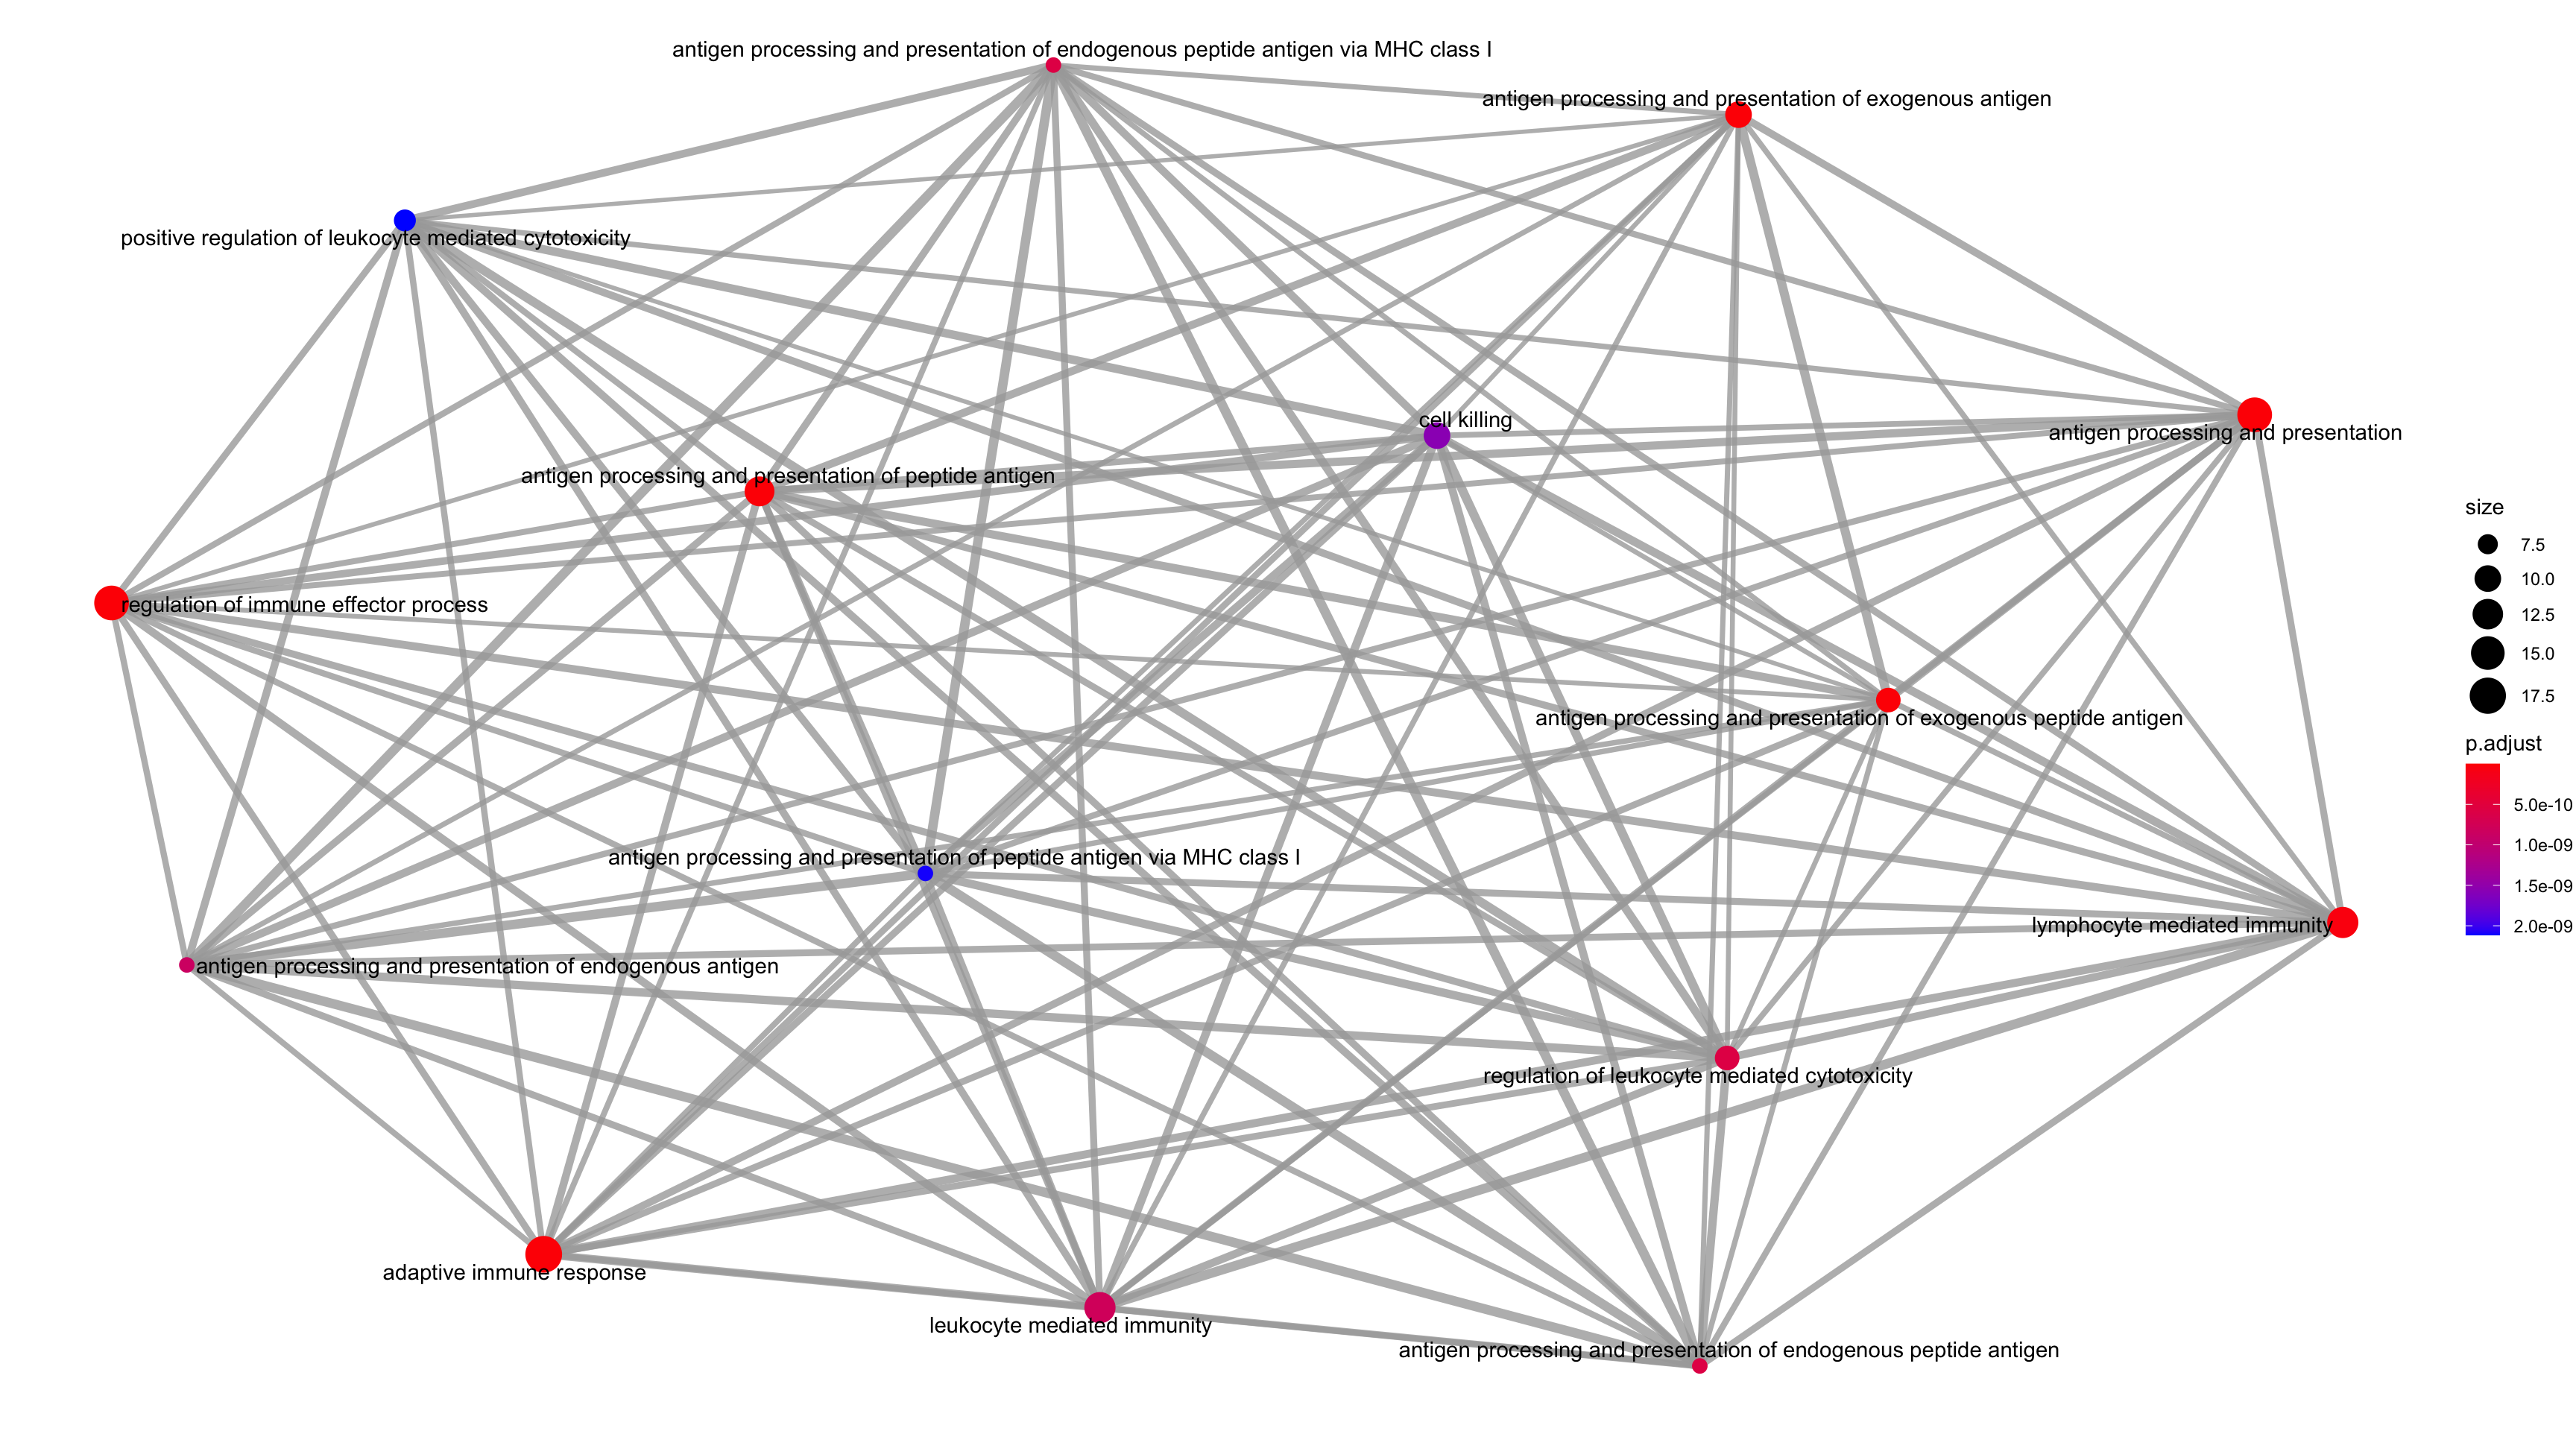 antigen processing and presentation of endogenous peptide antigen via MHC class I
antigen processing and presentation of exogenous antigen
positive regulation of leukocyte mediated cytotoxicity
cell killing
antigen processing and presentation
antigen processing and presentation of peptide antigen
regulation of immune effector process
antigen processing and presentation of exogenous peptide antigen
antigen processing and presentation of peptide antigen via MHC class I
lymphocyte mediated immunity
antigen processing and presentation of endogenous antigen
regulation of leukocyte mediated cytotoxicity
adaptive immune response
leukocyte mediated immunity
antigen processing and presentation of endogenous peptide antigen
size
7.5
10.0
12.5
15.0
17.5
p.adjust
5.0e-10
1.0e-09
1.5e-09
2.0e-09